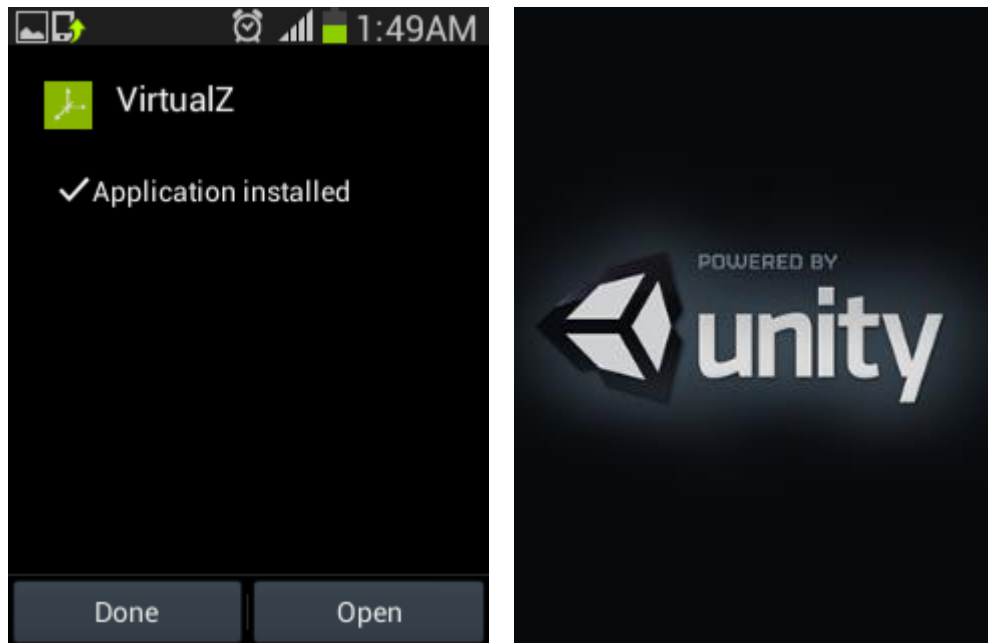 1:49AM
VirtualZ
Application installed
Done
Open
POWERED BY
unity